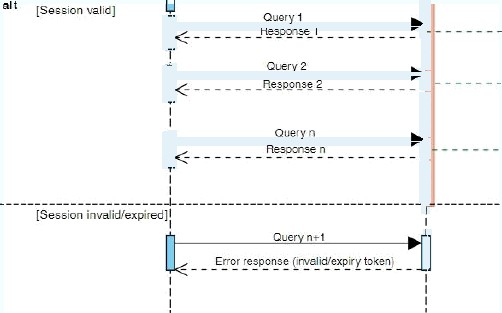 alt
[Session valid]
Query 1
Response 1
Query 2
Response 2
Query n
Response n
[Session invalid/expired]
Query n+1
Error response (invalid/expiry token)